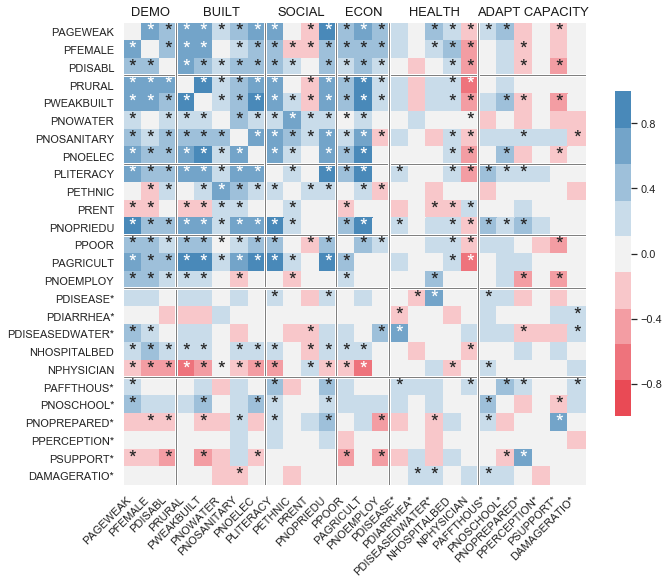 DEMO BUILT SOCIAL ECON HEALTH ADAPT CAPACITY
PAGEWEAK
PFEMALE
PDISABL
PRURAL
PWEAKBUILT
PNOWATER
PNOSANITARY
PNOELEC
PLITERACY
PETHNIC
PRENT
PNOPRIEDU
PPOOR
PAGRICULT
PNOEMPLOY
PDISEASE*
PDIARRHEA*
PDISEASEDWATER*
NHOSPITALBED
NPHYSICIAN
PAFFTHOUS*
PNOSCHOOL*
PNOPREPARED*
PPERCEPTION*
PSUPPORT*
DAMAGERATIO*
PAGEWEAK
PFEMALE
PDISABL
PRURAL
PWEAKBUILT
PNOWATER
PNOSANITARY
PNOELEC
PLITERACY
PETHNIC
PRENT
PNOPRIEDU
PPOOR
PAGRICULT
PNOEMPLOY
PDISEASE*
PDIARRHEA*
PDISEASEDWATER*
NHOSPITALBED
NPHYSICIAN
PAFFTHOUS*
PNOSCHOOL*
PNOPREPARED*
PPERCEPTION*
PSUPPORT*
DAMAGERATIO*
0.8
0.4
0.0
−0.4
−0.8